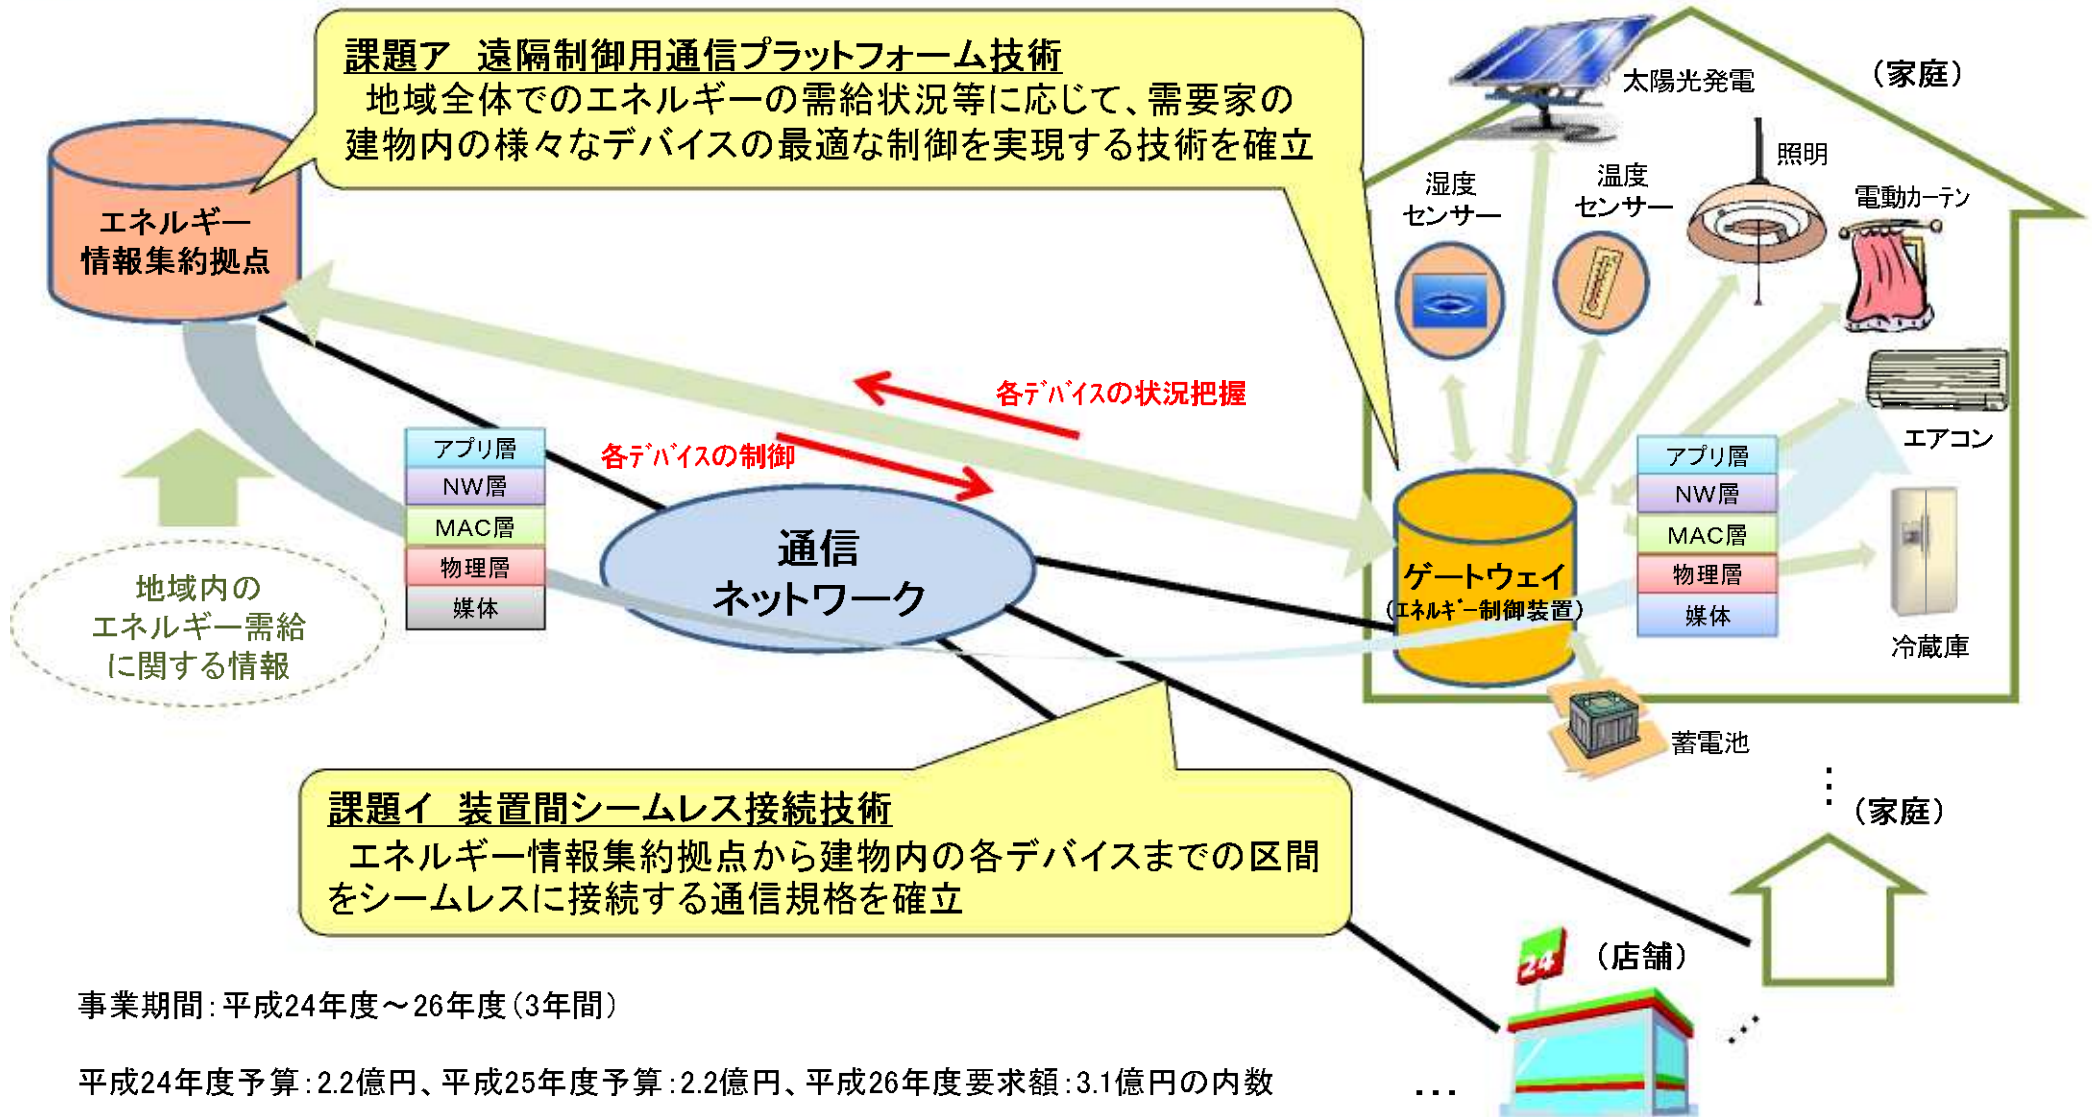 課題ア　遠隔制御用通信プラットフォーム技術
地域全体でのエネルギーの需給状況等に応じて、需要家の
建物内の様々なデバイスの最適な制御を実現する技術を確立
エネルギー
情報集約拠点
(家庭)
太陽光発電
照明
湿度
センサー
温度
センサー
電動カーテン
エアコン
冷蔵庫
蓄電池
各ﾃﾞﾊﾞｲｽの状況把握
各ﾃﾞﾊﾞｲｽの制御
アプリ層
NW層
MAC層
物理層
媒体
通信
ネットワーク
ゲートウェイ
(ｴﾈﾙｷﾞｰ制御装置)
アプリ層
NW層
MAC層
物理層
媒体
地域内の
エネルギー需給
に関する情報
課題イ　装置間シームレス接続技術
エネルギー情報集約拠点から建物内の各デバイスまでの区間
をシームレスに接続する通信規格を確立
⋮
(家庭)
24
(店舗)
…
事業期間:平成24年度～26年度(3年間)
平成24年度予算:2.2億円、平成25年度予算:2.2億円、平成26年度要求額:3.1億円の内数
…